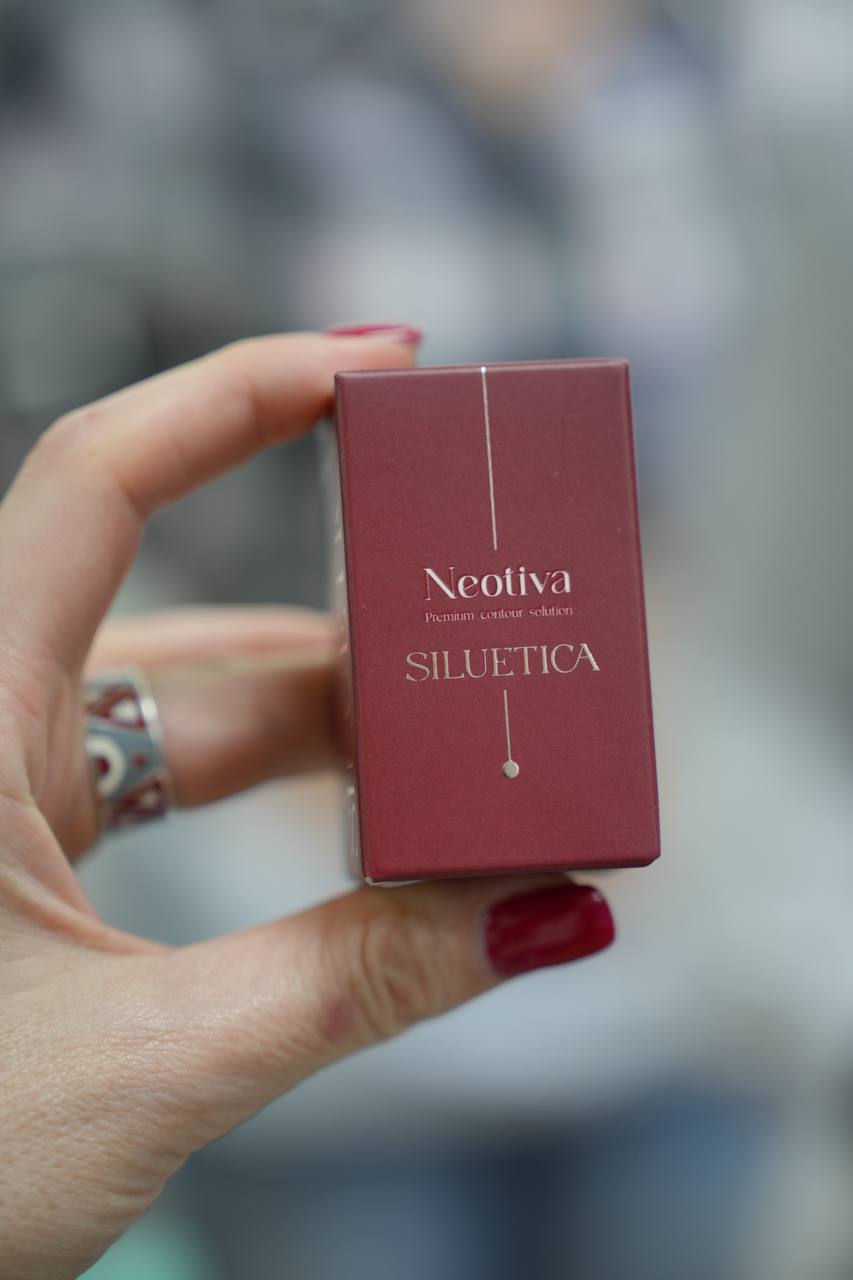 Neotiva
Premium contour solution
SILUETICA